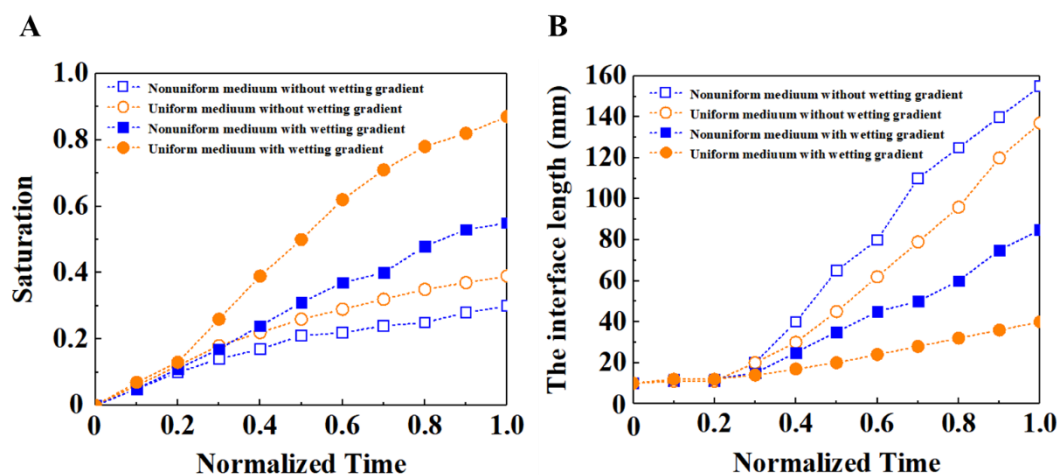 A
1.0
0.8
0.6
0.4
0.2
0
Saturation
Nonuniform mediuum without wetting gradient
Uniform mediuum without wetting gradient
Nonuniform mediuum with wetting gradient
Uniform mediuum with wetting gradient
0 0.2 0.4 0.6 0.8 1.0
Normalized Time
B
160
140
120
100
80
60
40
20
0
The interface length (mm)
Nonuniform mediuum without wetting gradient
Uniform mediuum without wetting gradient
Nonuniform mediuum with wetting gradient
Uniform mediuum with wetting gradient
0 0.2 0.4 0.6 0.8 1.0
Normalized Time